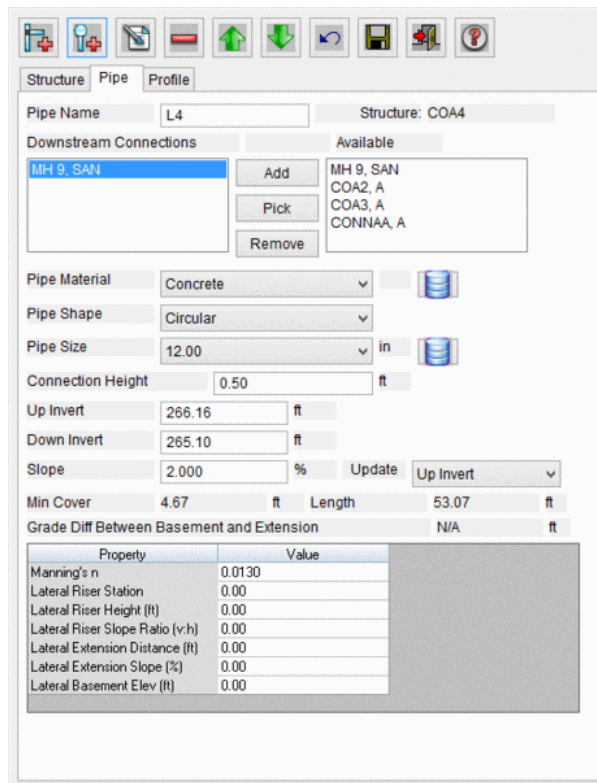 Structure Pipe Profile
Pipe Name L4 Structure: COA4
Downstream Connections Available
MH 9, SAN Add MH 9, SAN
COA2, A
Pick COA3, A
CONNAA, A
Remove
Pipe Material Concrete
Pipe Shape Circular
Pipe Size 12.00 in
Connection Height 0.50 ft
Up Invert 266.16 ft
Down Invert 265.10 ft
Slope 2.000 % Update Up Invert
Min Cover 4.67 ft Length 53.07 ft
Grade Diff Between Basement and Extension N/A ft
Property Value
Manning's n 0.0130
Lateral Riser Station 0.00
Lateral Riser Height (ft) 0.00
Lateral Riser Slope Ratio (v:h) 0.00
Lateral Extension Distance (ft) 0.00
Lateral Extension Slope (%) 0.00
Lateral Basement Elev (ft) 0.00